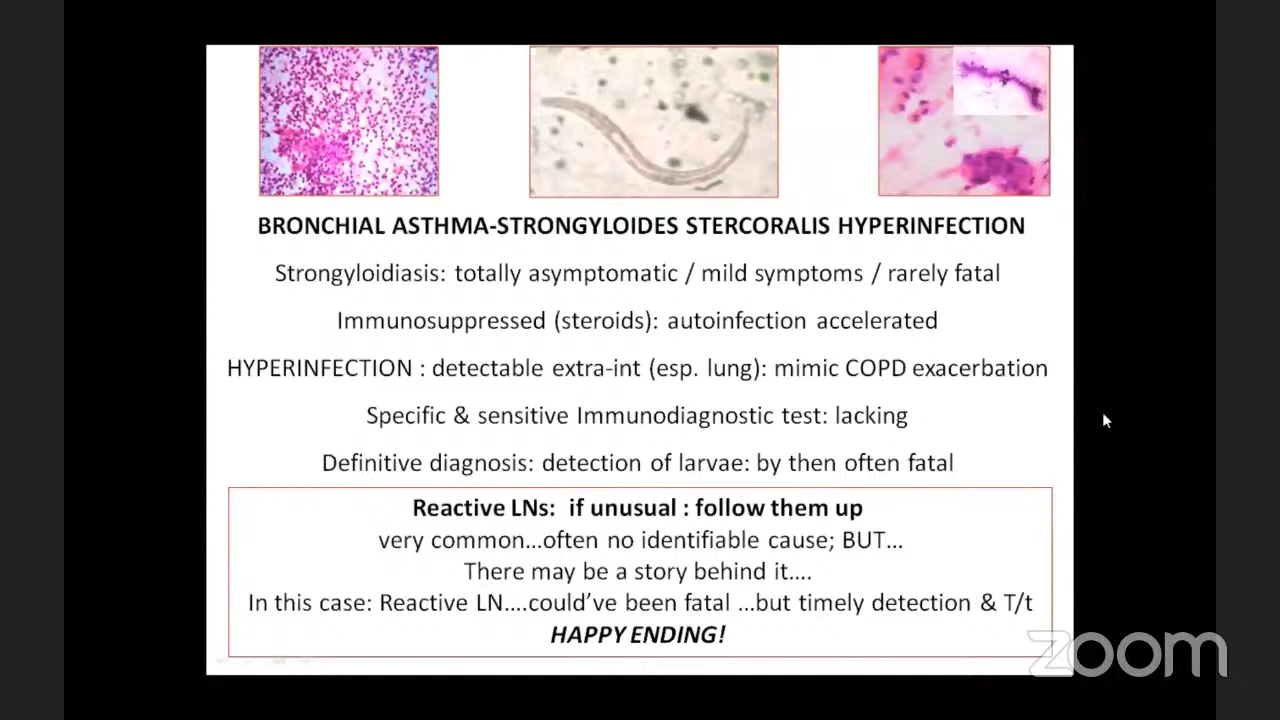 BRONCHIAL ASTHMA-STRONGYLOIDES STERCORALIS HYPERINFECTION
Strongyloidiasis: totally asymptomatic / mild symptoms / rarely fatal
Immunosuppressed (steroids): autoinfection accelerated
HYPERINFECTION : detectable extra-int (esp. lung): mimic COPD exacerbation
Specific & sensitive Immunodiagnostic test: lacking
Definitive diagnosis: detection of larvae: by then often fatal
Reactive LNs: if unusual : follow them up
very common...often no identifiable cause; BUT...
There may be a story behind it....
In this case: Reactive LN....could've been fatal ...but timely detection & T/t
HAPPY ENDING!
zoom